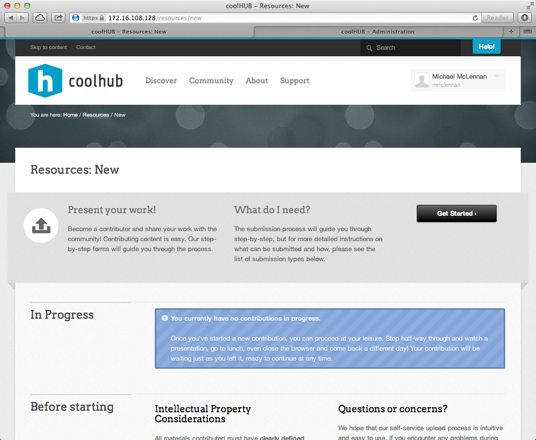 coolHUB – Resources: New
https 172.16.108.128/resources/new
Reader
coolHUB – Resources: New
coolHUB – Administration
Skip to content
Contact
Search
Help!
h coolhub
Discover
Community
About
Support
Michael McLennan
mmclennan
You are here: Home / Resources / New
Resources: New
Present your work!
Become a contributor and share your work with the
community! Contributing content is easy. Our step-
by-step forms will guide you through the process.
What do I need?
The submission process will guide you through
step-by-step, but for more detailed instructions on
what can be submitted and how, please see the
list of submission types below.
Get Started ›
In Progress
You currently have no contributions in progress.
Once you've started a new contribution, you can proceed at your leisure. Stop half-way through and watch a
presentation, go to lunch, even close the browser and come back a different day! Your contribution will be
waiting just as you left it, ready to continue at any time.
Before starting
Intellectual Property
Considerations
All materials contributed must have clearly defined
Questions or concerns?
We hope that our self-service upload process is intuitive
and easy to use. If you encounter any problems during